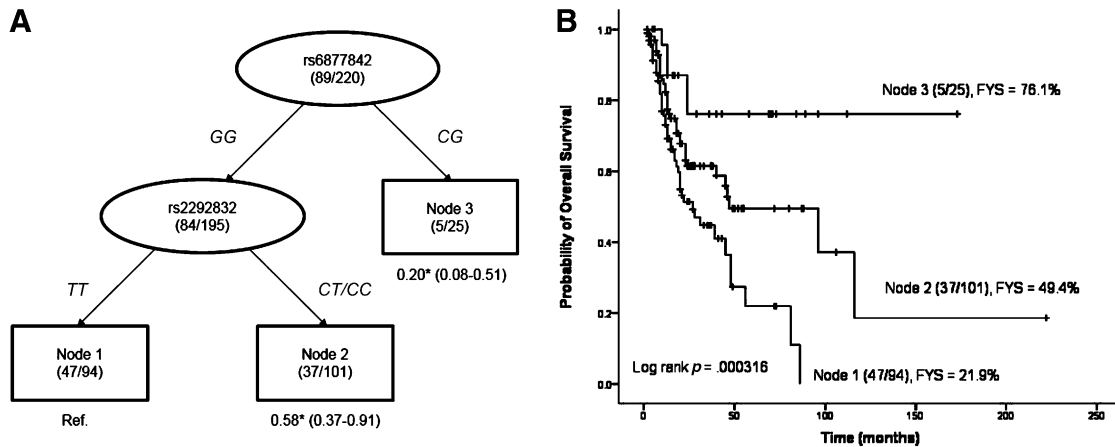 A
rs6877842
(89/220)
GG
CG
rs2292832
(84/195)
Node 3
(5/25)
0.20* (0.08-0.51)
TT
CT/CC
Node 1
(47/94)
Node 2
(37/101)
Ref.
0.58* (0.37-0.91)
B
Probability of Overall Survival
1.0
0.8
0.6
0.4
0.2
0.0
Node 3 (5/25), FYS = 76.1%
Node 2 (37/101), FYS = 49.4%
Log rank p = .000316
Node 1 (47/94), FYS = 21.9%
0
50
100
150
200
250
Time (months)